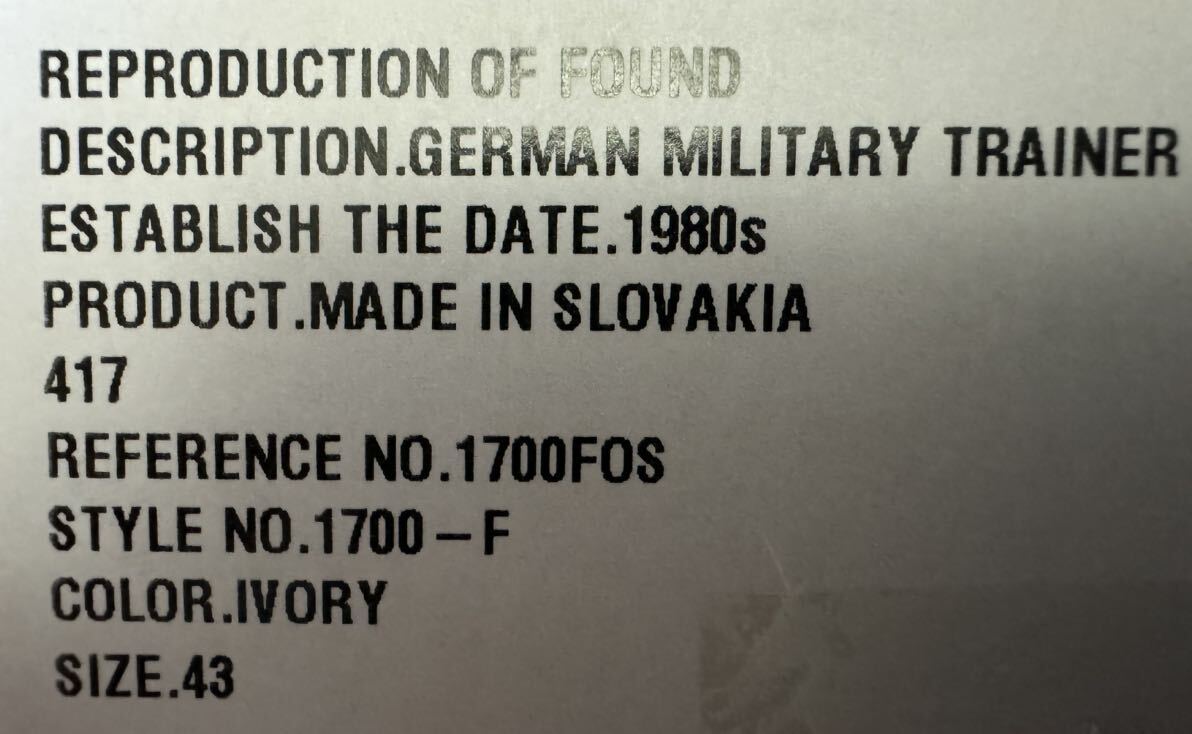 REPRODUCTION OF FOUND
DESCRIPTION.GERMAN MILITARY TRAINER
ESTABLISH THE DATE.1980s
PRODUCT.MADE IN SLOVAKIA
417
REFERENCE NO.1700FOS
STYLE NO.1700-F
COLOR.IVORY
SIZE.43